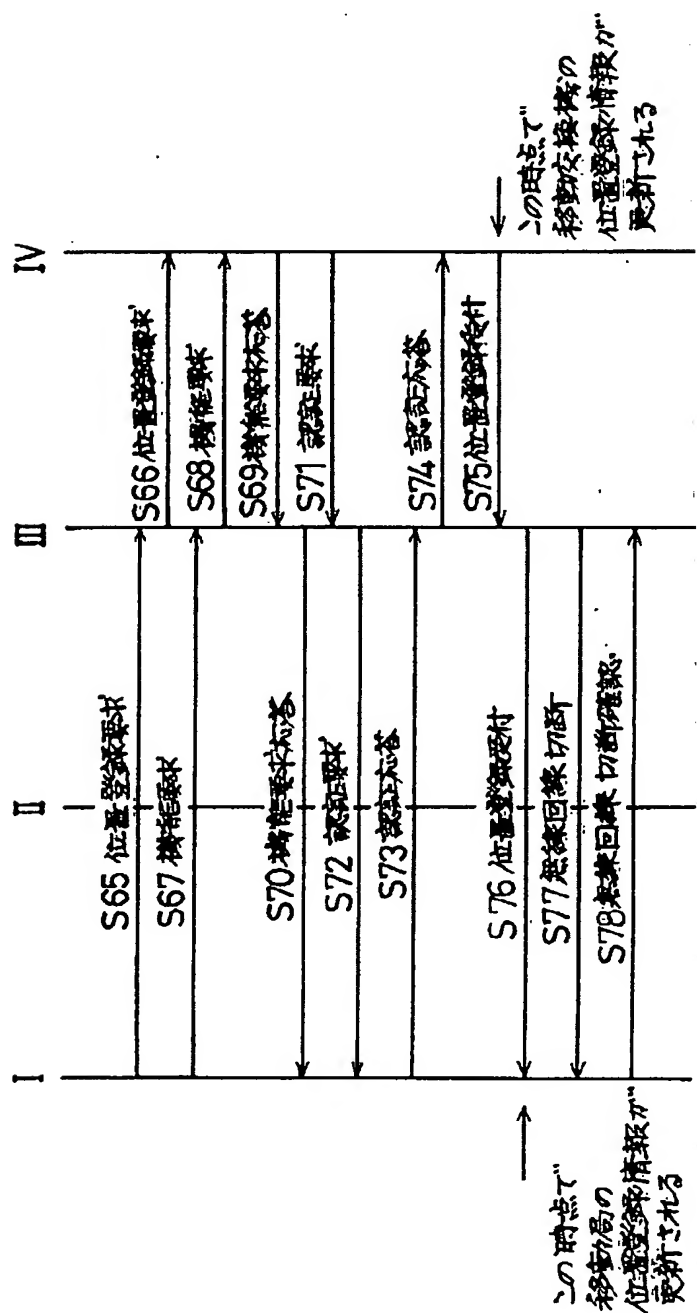 I
II
III
IV
S65 位置登録要求
S66 位置登録要求
S67 機能要求
S68 機能要求
S69 機能要求応答
S70 機能要求応答
S71 認証要求
S72 認証要求
S73 認証応答
S74 認証応答
S75 位置登録受付
S76 位置登録受付
S77 無線回線切断
S78 無線回線切断確認
この時点で
移動局の
位置登録情報が
更新される
この時点で
移動交換機の
位置登録情報が
更新される